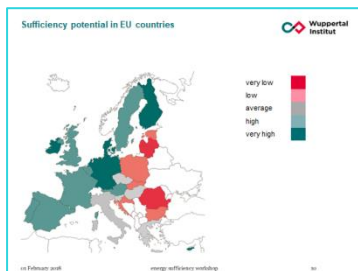 Sufficiency potential in EU countries
Wuppertal
Institut
very low
low
average
high
very high
10 February 2016
energy sufficiency workshop
10